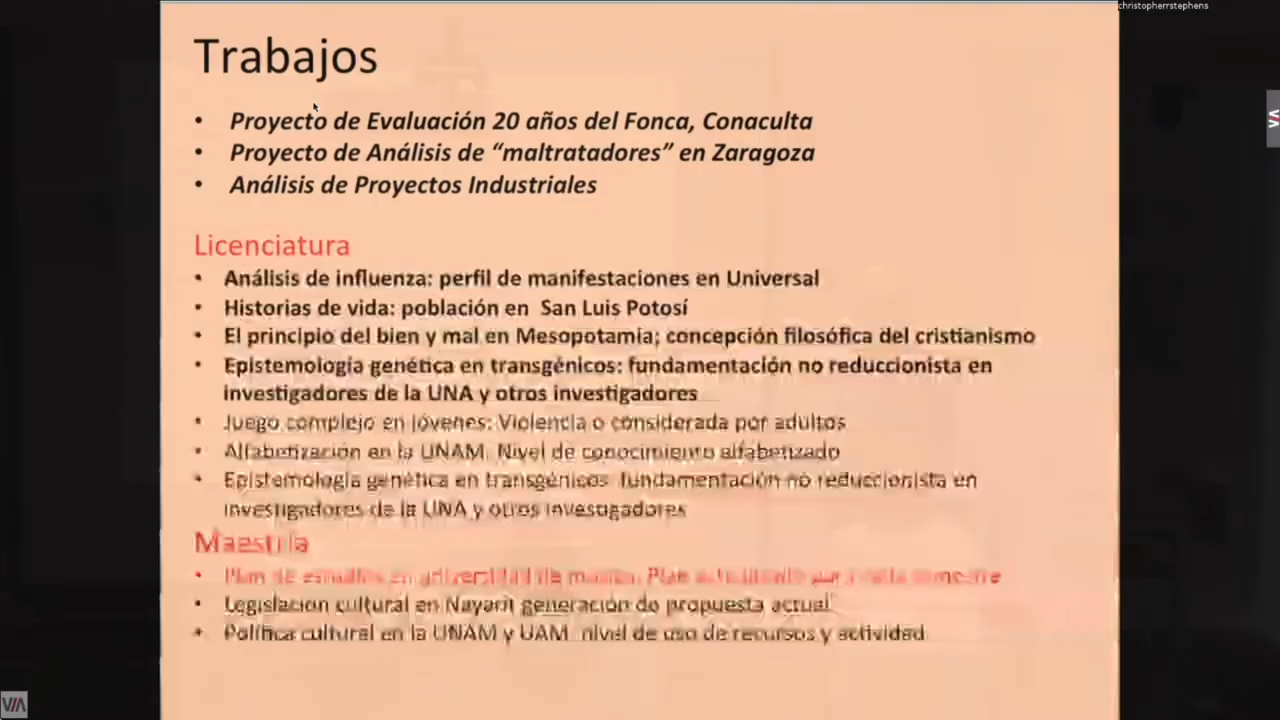 christopherrstephens
Trabajos
• Proyecto de Evaluación 20 años del Fonca, Conaculta
• Proyecto de Análisis de “maltratadores” en Zaragoza
• Análisis de Proyectos Industriales
Licenciatura
• Análisis de influenza: perfil de manifestaciones en Universal
• Historias de vida: población en San Luis Potosí
• El principio del bien y mal en Mesopotamia; concepción filosófica del cristianismo
• Epistemología genética en transgénicos: fundamentación no reduccionista en
investigadores de la UNA y otros investigadores
• Juego complejo en jóvenes: Violencia o considerada por adultos
• Alfabetización en la UNAM. Nivel de conocimiento alfabetizado
• Epistemología genética en transgénicos fundamentación no reduccionista en
investigadores de la UNA y otros investigadores
Maestría
• Plan de estudios en universidad de música. Plan semestre
• Legislacion cultural en Nayarit generación de propuesta actual
• Política cultural en la UNAM y UAM nivel de uso de recursos y actividad
VIA